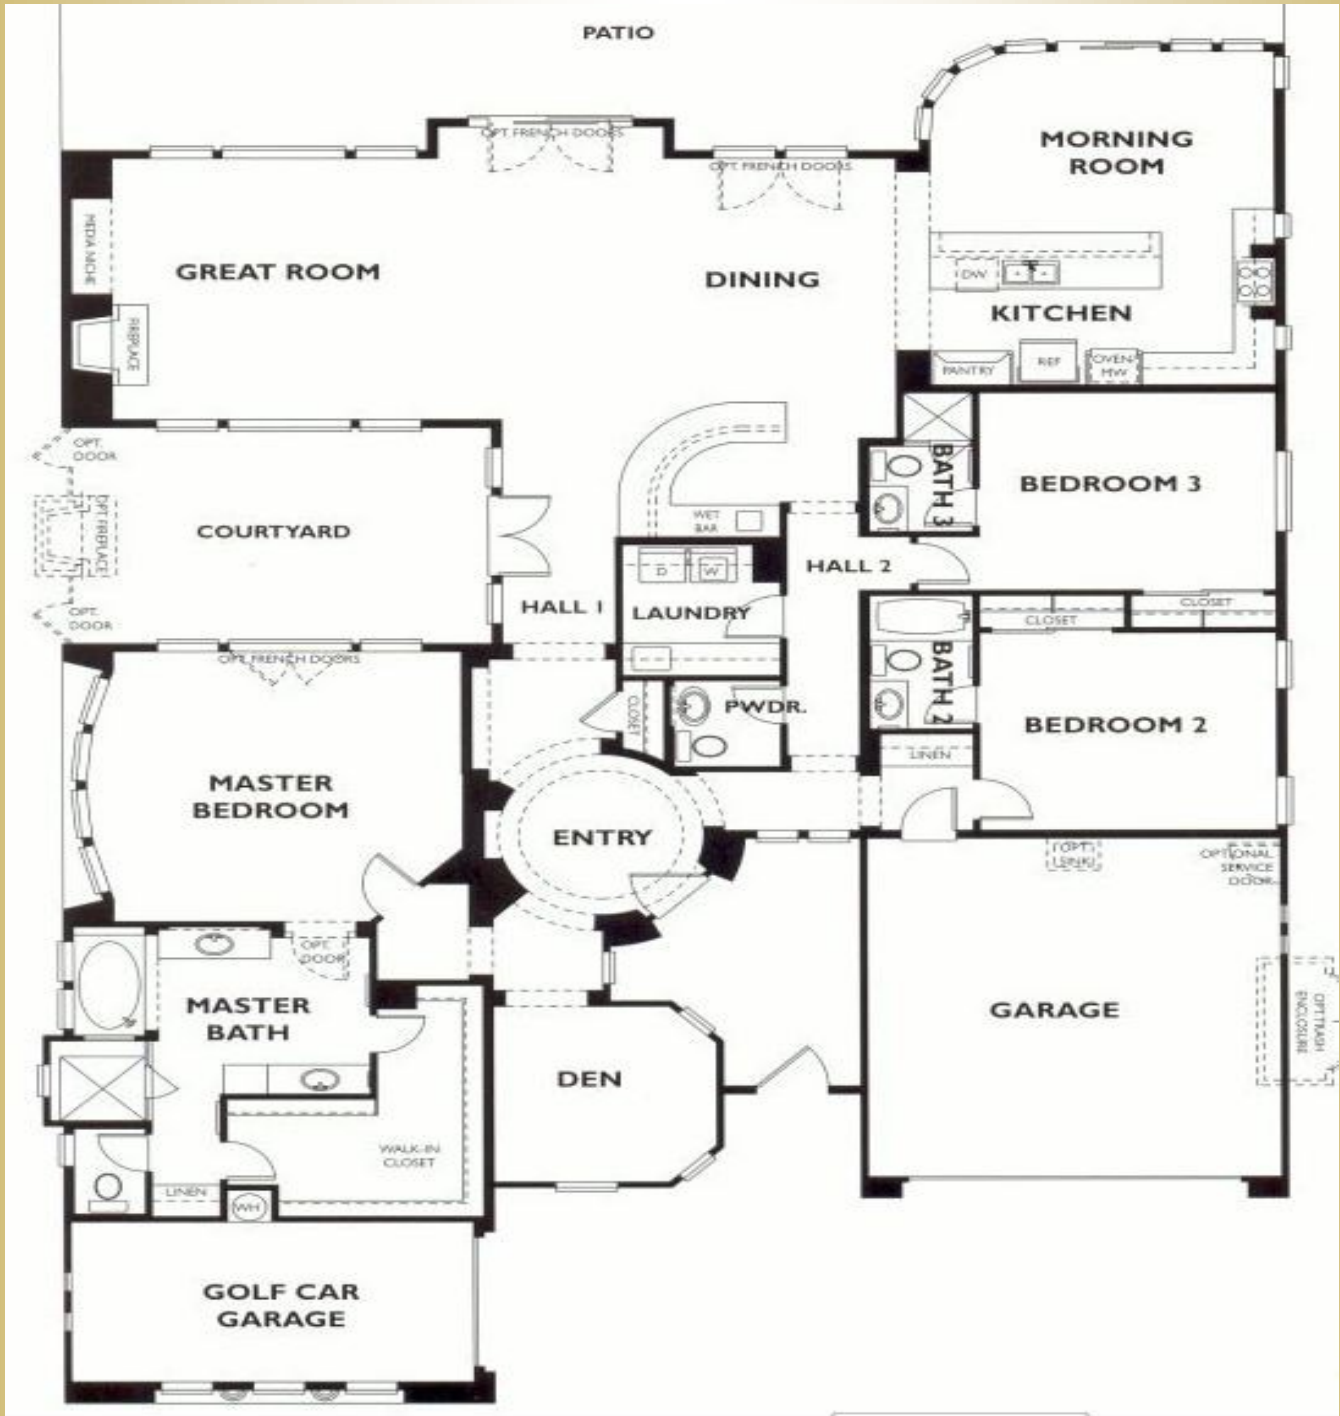 PATIO
OPT. FRENCH DOORS
MORNING
ROOM
OPT. FRENCH DOORS
MEDIA NICHE
GREAT ROOM
DINING
DW
KITCHEN
FIREPLACE
PANTRY
REF
OVEN/
MW
OPT.
DOOR
BATH 3
BEDROOM 3
OPT. FIREPLACE
COURTYARD
WET
BAR
HALL 2
D
W
OPT.
DOOR
HALL 1
LAUNDRY
CLOSET
CLOSET
OPT. FRENCH DOORS
BATH 2
CLOSET
PWDR.
BEDROOM 2
LINEN
MASTER
BEDROOM
ENTRY
OPT.
SINK
OPTIONAL
SERVICE
DOOR
OPT.
DOOR
MASTER
BATH
GARAGE
OPT. TRASH
ENCLOSURE
DEN
WALK-IN
CLOSET
LINEN
WH
GOLF CAR
GARAGE